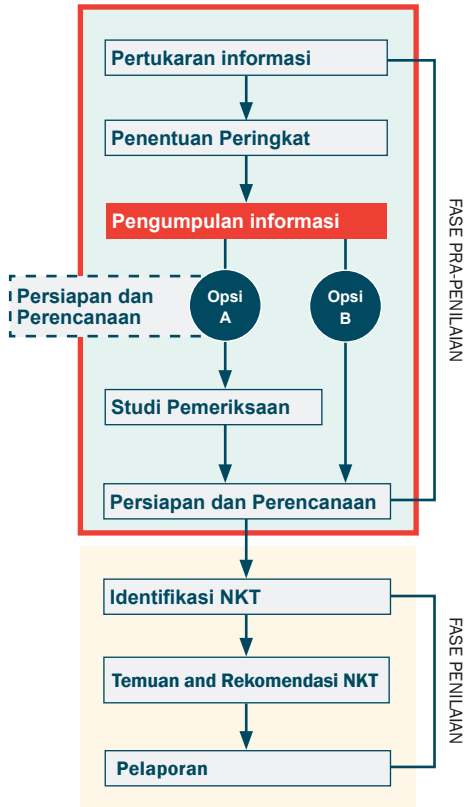 Pertukaran informasi
Penentuan Peringkat
Pengumpulan informasi
Persiapan dan
Perencanaan
Opsi
A
Opsi
B
Studi Pemeriksaan
Persiapan dan Perencanaan
FASE PRA-PENILAIAN
Identifikasi NKT
Temuan and Rekomendasi NKT
Pelaporan
FASE PENILAIAN